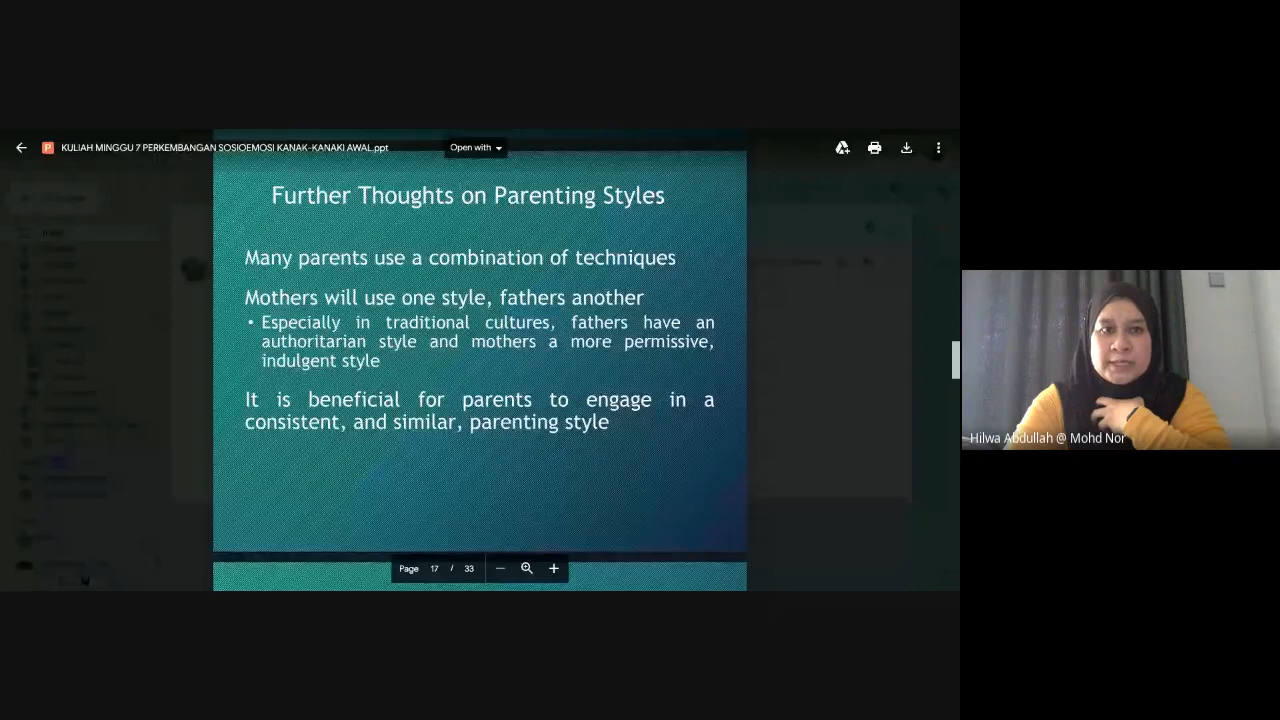 KULIAH MINGGU 7 PERKEMBANGAN SOSIOEMOSI KANAK-KANAKI AWAL.ppt
Open with
Further Thoughts on Parenting Styles
Many parents use a combination of techniques
Mothers will use one style, fathers another
• Especially in traditional cultures, fathers have an
authoritarian style and mothers a more permissive,
indulgent style
It is beneficial for parents to engage in a
consistent, and similar, parenting style
Page 17 / 33
Hilwa Abdullah @ Mohd Nor